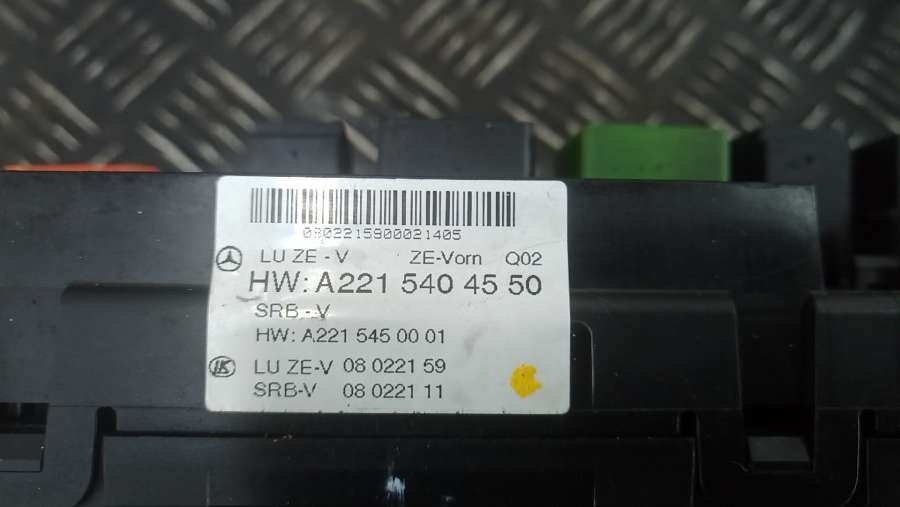 0802215900021405
LU ZE - V ZE-Vorn Q02
HW: A221 540 45 50
SRB - V
HW: A221 545 00 01
LU ZE-V 08 0221 59
SRB-V 08 0221 11